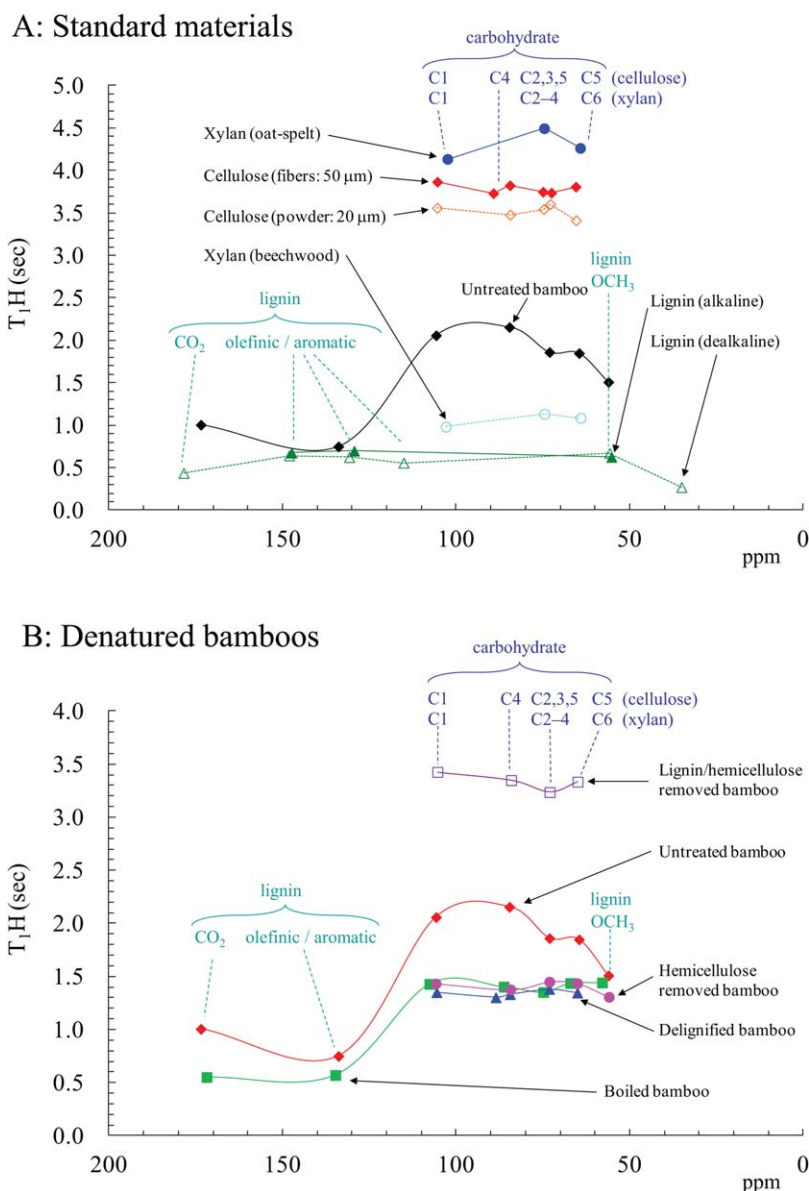 A: Standard materials
carbohydrate
C1 C4 C2,3,5 C5 (cellulose)
C1 C2–4 C6 (xylan)
5.0
4.5
4.0
3.5
3.0
2.5
2.0
1.5
1.0
0.5
0.0
T₁H (sec)
Xylan (oat-spelt)
Cellulose (fibers: 50 μm)
Cellulose (powder: 20 μm)
Xylan (beechwood)
lignin
OCH₃
Untreated bamboo
Lignin (alkaline)
lignin
CO₂ olefinic / aromatic
Lignin (dealkaline)
200 150 100 50 0
ppm
B: Denatured bamboos
carbohydrate
C1 C4 C2,3,5 C5 (cellulose)
C1 C2–4 C6 (xylan)
4.0
3.5
3.0
2.5
2.0
1.5
1.0
0.5
0.0
T₁H (sec)
Lignin/hemicellulose
removed bamboo
Untreated bamboo
lignin
CO₂ olefinic / aromatic
lignin
OCH₃
Hemicellulose
removed bamboo
Delignified bamboo
Boiled bamboo
200 150 100 50 0
ppm